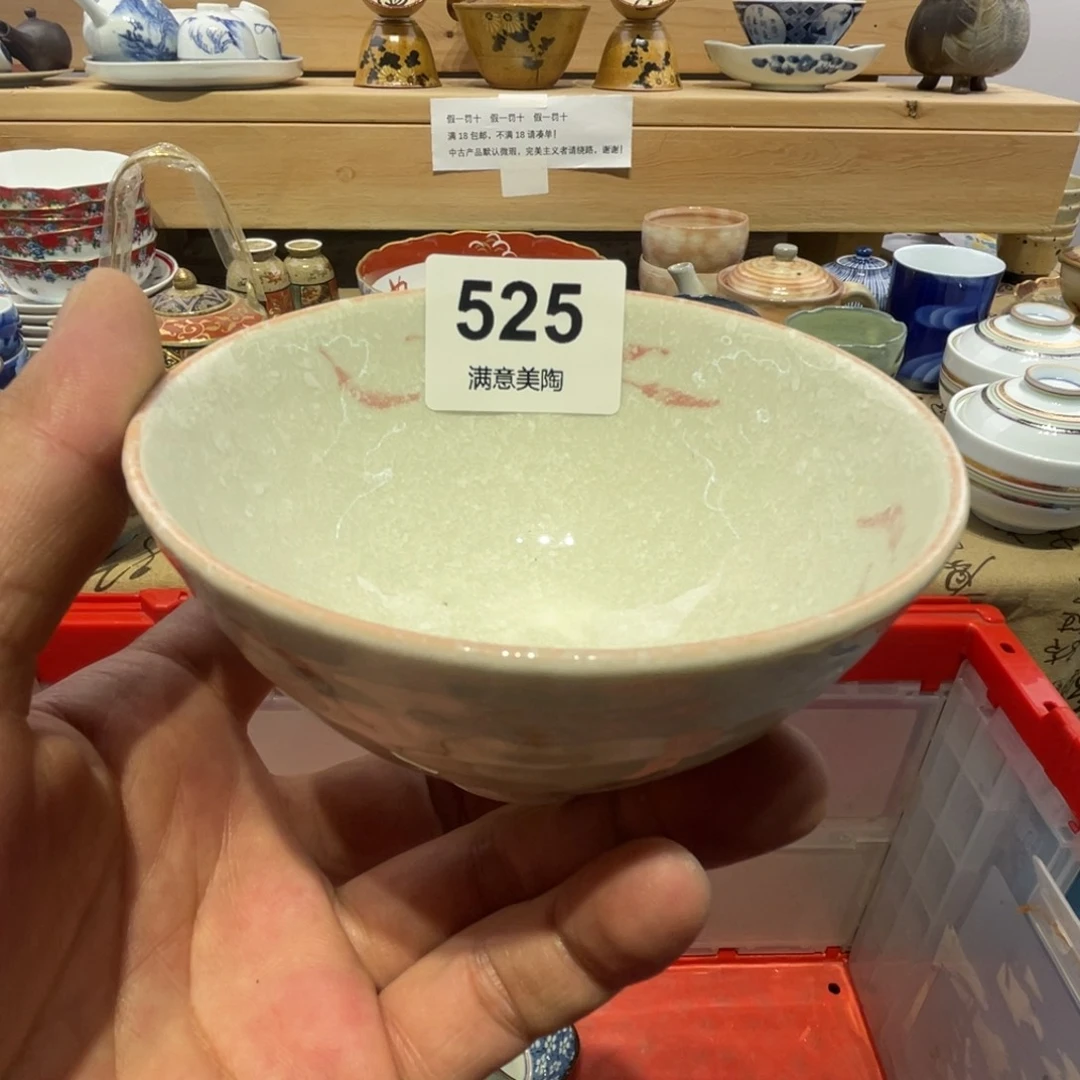 假一罚十 假一罚十 假一罚十
满18包邮，不满18请凑单！
中古产品默认微瑕，完美主义者请绕路，谢谢！
525
满意美陶